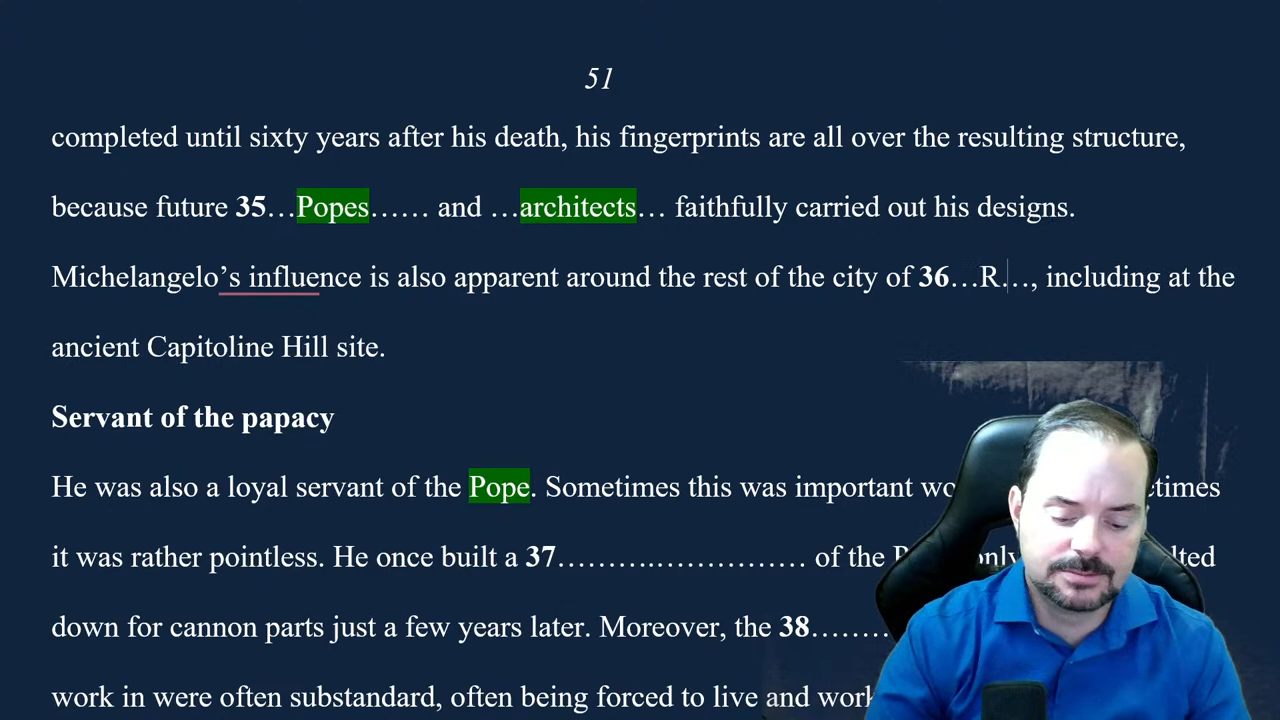 51
completed until sixty years after his death, his fingerprints are all over the resulting structure,
because future 35…Popes…… and …architects… faithfully carried out his designs.
Michelangelo’s influence is also apparent around the rest of the city of 36…R.…, including at the
ancient Capitoline Hill site.
Servant of the papacy
He was also a loyal servant of the Pope. Sometimes this was important
it was rather pointless. He once built a 37……….…………… of the
down for cannon parts just a few years later. Moreover, the 38………
work in were often substandard, often being forced to live and work